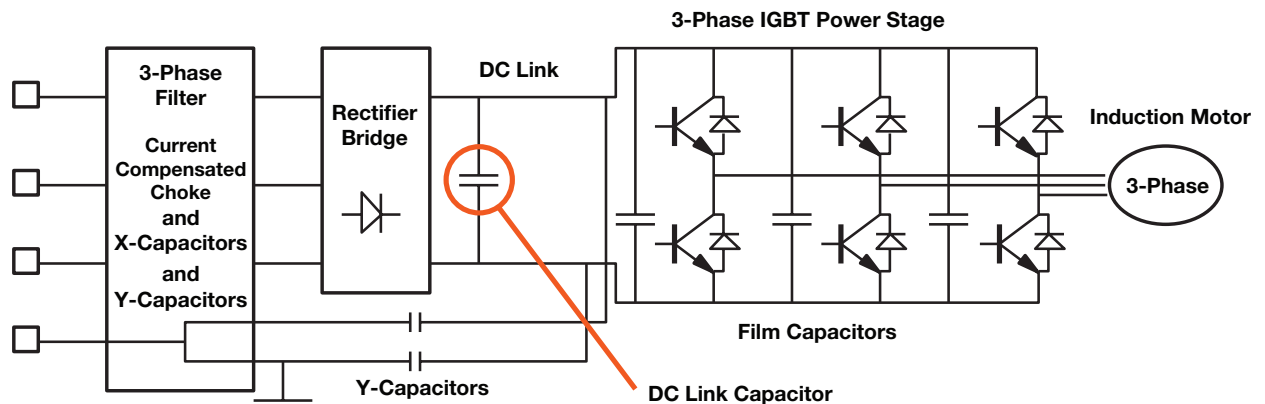 3-Phase IGBT Power Stage
3-Phase
Filter
Current
Compensated
Choke
and
X-Capacitors
and
Y-Capacitors
Rectifier
Bridge
DC Link
Induction Motor
3-Phase
Film Capacitors
Y-Capacitors
DC Link Capacitor